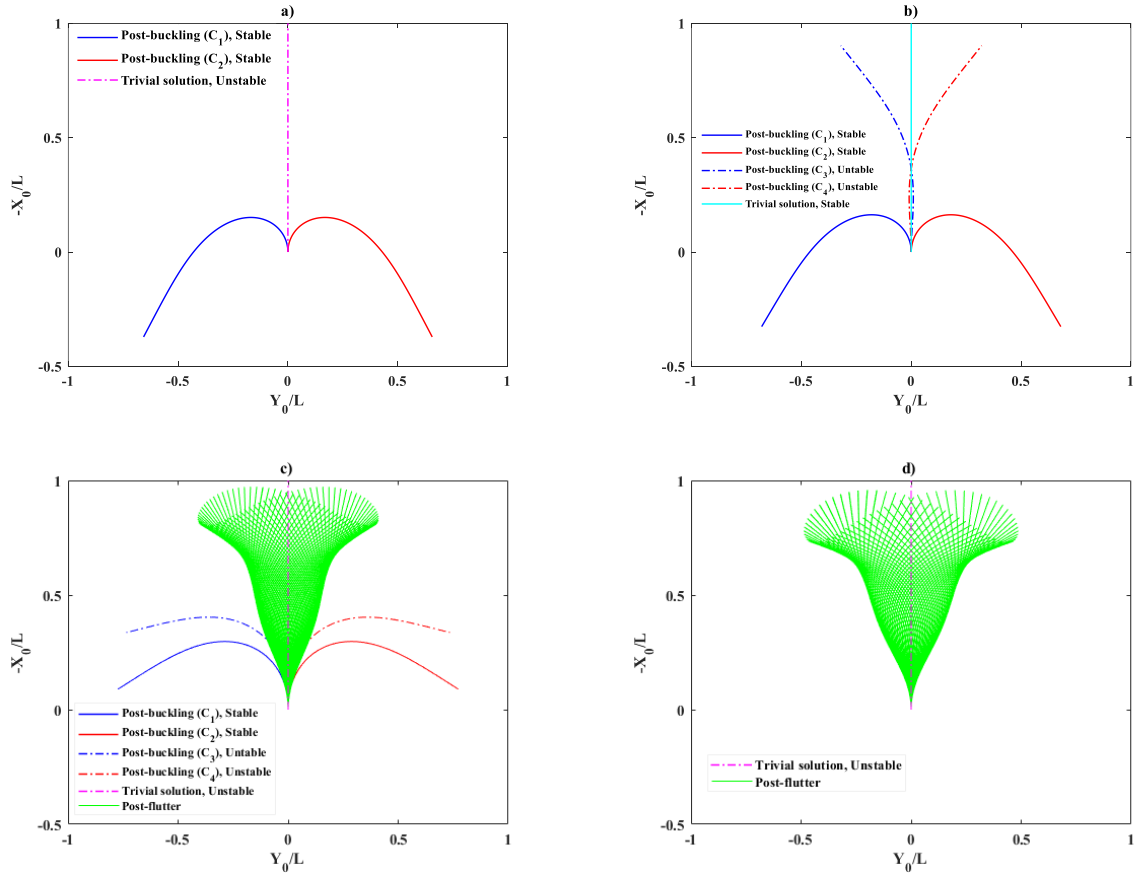 a)
1
0.5
0
-0.5
-1
-0.5
0
0.5
1
-X0/L
Y0/L
Post-buckling (C1), Stable
Post-buckling (C2), Stable
Trivial solution, Unstable
b)
1
0.5
0
-0.5
-1
-0.5
0
0.5
1
-X0/L
Y0/L
Post-buckling (C1), Stable
Post-buckling (C2), Stable
Post-buckling (C3), Untable
Post-buckling (C4), Unstable
Trivial solution, Stable
c)
1
0.5
0
-0.5
-1
-0.5
0
0.5
1
-X0/L
Y0/L
Post-buckling (C1), Stable
Post-buckling (C2), Stable
Post-buckling (C3), Untable
Post-buckling (C4), Unstable
Trivial solution, Unstable
Post-flutter
d)
1
0.5
0
-0.5
-1
-0.5
0
0.5
1
-X0/L
Y0/L
Trivial solution, Unstable
Post-flutter